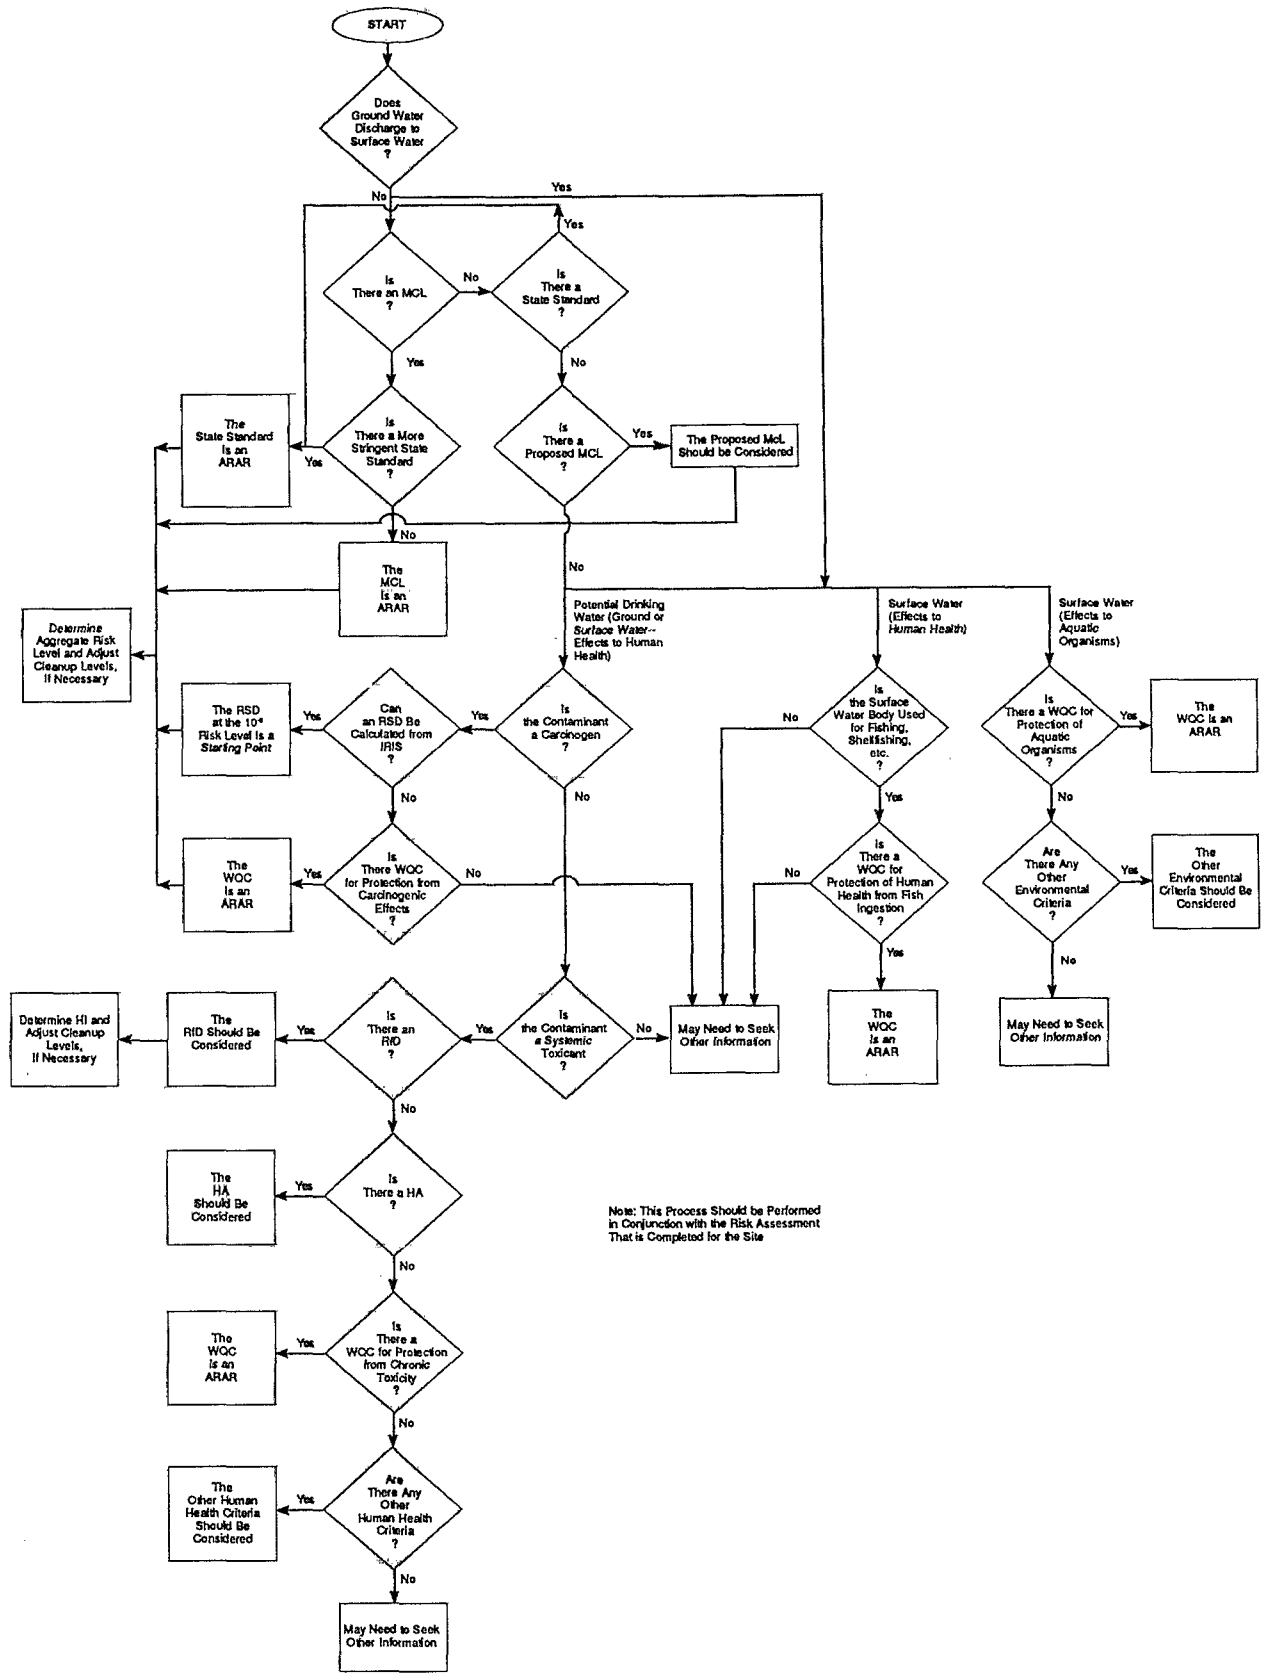 START
Does
Ground Water
Discharge to
Surface Water
?
Yes
No
Yes
Is
There an MCL
?
No
Is
There a
State Standard
?
Yes
No
The
State Standard
Is an
ARAR
Yes
Is
There a More
Stringent State
Standard
?
Is
There a
Proposed MCL
?
Yes
The Proposed McL
Should be Considered
No
The
MCL
Is an
ARAR
No
Potential Drinking
Water (Ground or
Surface Water--
Effects to Human
Health)
Surface Water
(Effects to
Human Health)
Surface Water
(Effects to
Aquatic
Organisms)
Determine
Aggregate Risk
Level and Adjust
Cleanup Levels,
If Necessary
The RSD
at the 10⁻⁶
Risk Level Is a
Starting Point
Yes
Can
an RSD Be
Calculated from
IRIS
?
Yes
Is
the Contaminant
a Carcinogen
?
No
Is
the Surface
Water Body Used
for Fishing,
Shellfishing,
etc.
?
Is
There a WQC for
Protection of
Aquatic
Organisms
?
Yes
The
WQC Is an
ARAR
No
No
Yes
No
The
WQC
Is an
ARAR
Yes
Is
There WQC
for Protection from
Carcinogenic
Effects
?
No
No
Is
There a
WQC for
Protection of Human
Health from Fish
Ingestion
?
Are
There Any
Other
Environmental
Criteria
?
Yes
The
Other
Environmental
Criteria Should Be
Considered
Yes
No
Determine HI and
Adjust Cleanup
Levels,
If Necessary
The
RfD Should Be
Considered
Yes
Is
There an
RfD
?
Yes
Is
the Contaminant
a Systemic
Toxicant
?
No
May Need to Seek
Other Information
The
WQC
Is an
ARAR
May Need to Seek
Other Information
No
The
HA
Should Be
Considered
Yes
Is
There a HA
?
Note: This Process Should be Performed
in Conjunction with the Risk Assessment
That is Completed for the Site
No
The
WQC
Is an
ARAR
Yes
Is
There a
WQC for Protection
from Chronic
Toxicity
?
No
The
Other Human
Health Criteria
Should Be
Considered
Yes
Are
There Any
Other
Human Health
Criteria
?
No
May Need to Seek
Other Information